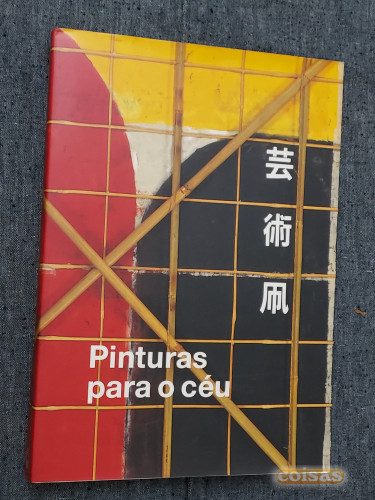 芸術凧
Pinturas
para o céu
coisas